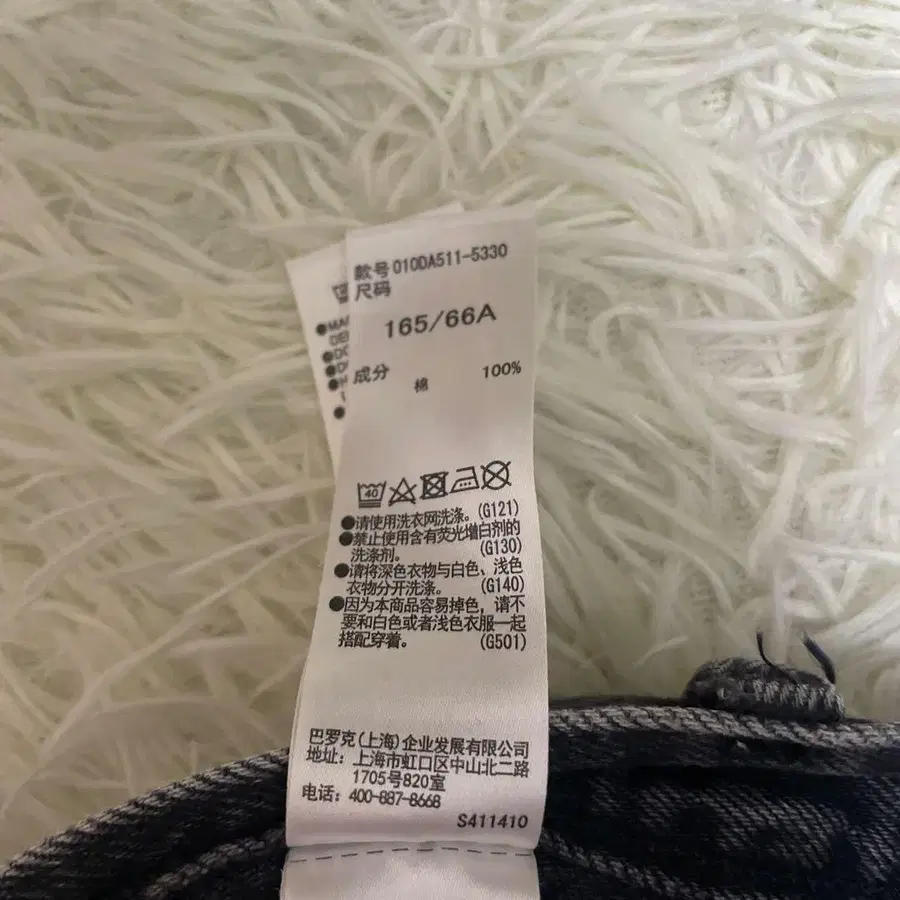 款号 010DA511-5330
尺码
165/66A
成分
棉 100%
40
●请使用洗衣网洗涤。(G121)
●禁止使用含有荧光增白剂的
洗涤剂。 (G130)
●请将深色衣物与白色、浅色
衣物分开洗涤。 (G140)
●因为本商品容易掉色，请不
要和白色或者浅色衣服一起
搭配穿着。 (G501)
巴罗克(上海)企业发展有限公司
地址：上海市虹口区中山北二路
1705号820室
电话：400-887-8668
S411410